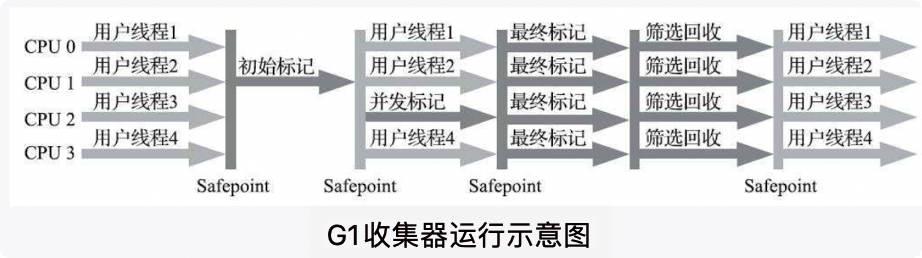 CPU 0 用户线程1 用户线程1 最终标记 筛选回收 用户线程1
初始标记
CPU 1 用户线程2 用户线程2 最终标记 筛选回收 用户线程2
CPU 2 用户线程3 并发标记 最终标记 筛选回收 用户线程3
CPU 3 用户线程4 用户线程4 最终标记 筛选回收 用户线程4
Safepoint Safepoint Safepoint Safepoint
G1收集器运行示意图